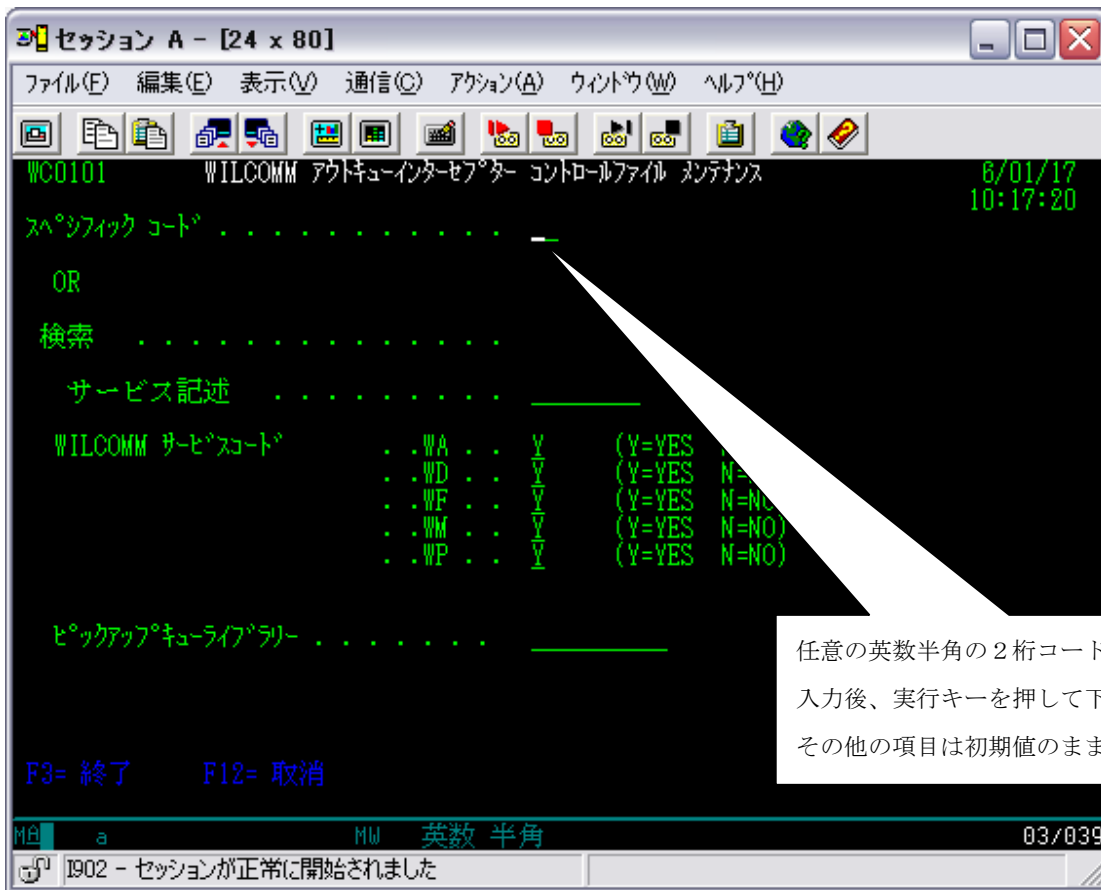 セッション A - [24 x 80]
ファイル(F) 編集(E) 表示(V) 通信(C) アクション(A) ウィンドウ(W) ヘルプ(H)
WC0101 WILCOMM アウトキューインターセプター コントロールファイル メンテナンス 6/01/17
10:17:20
スペシフィック コード . . . . . . . . . . . .
OR
検索 . . . . . . . . . . . . . .
サービス記述 . . . . . . . . .
WILCOMM サービスコード . .WA . . Y (Y=YES
. .WD . . Y (Y=YES N=
. .WF . . Y (Y=YES N=NO
. .WM . . Y (Y=YES N=NO)
. .WP . . Y (Y=YES N=NO)
ピックアップキューライブラリー . . . . . . .
任意の英数半角の2桁コード
入力後、実行キーを押して下
その他の項目は初期値のまま
F3= 終了 F12= 取消
MA a MW 英数 半角 03/039
I902 - セッションが正常に開始されました